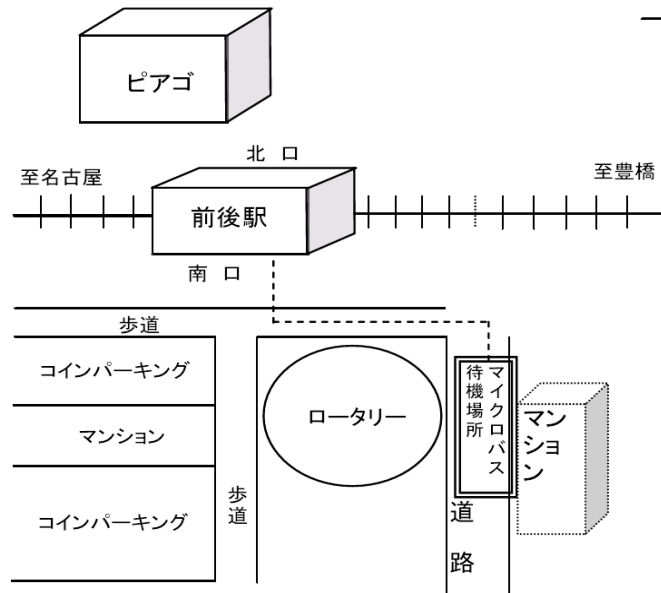 ピアゴ
北 口
至名古屋
至豊橋
前後駅
南 口
歩道
コインパーキング
マンション
コインパーキング
歩道
ロータリー
マイクロバス
待機場所
マンション
道路